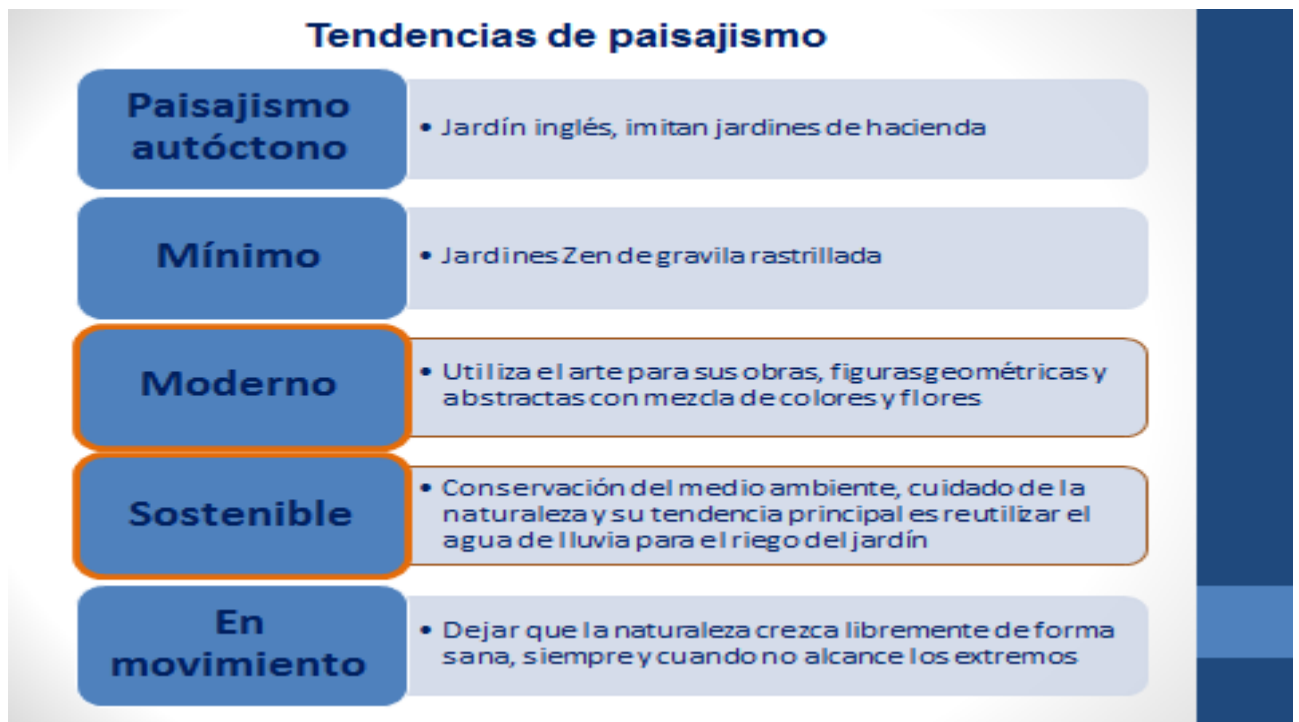 Tendencias de paisajismo
Paisajismo
autóctono
• Jardín inglés, imitan jardines de hacienda
Mínimo
• Jardines Zen de gravila rastrillada
Moderno
• Utiliza el arte para sus obras, figuras geométricas y
abstractas con mezcla de colores y flores
Sostenible
• Conservación del medio ambiente, cuidado de la
naturaleza y su tendencia principal es reutilizar el
agua de lluvia para el riego del jardín
En
movimiento
• Dejar que la naturaleza crezca libremente de forma
sana, siempre y cuando no alcance los extremos